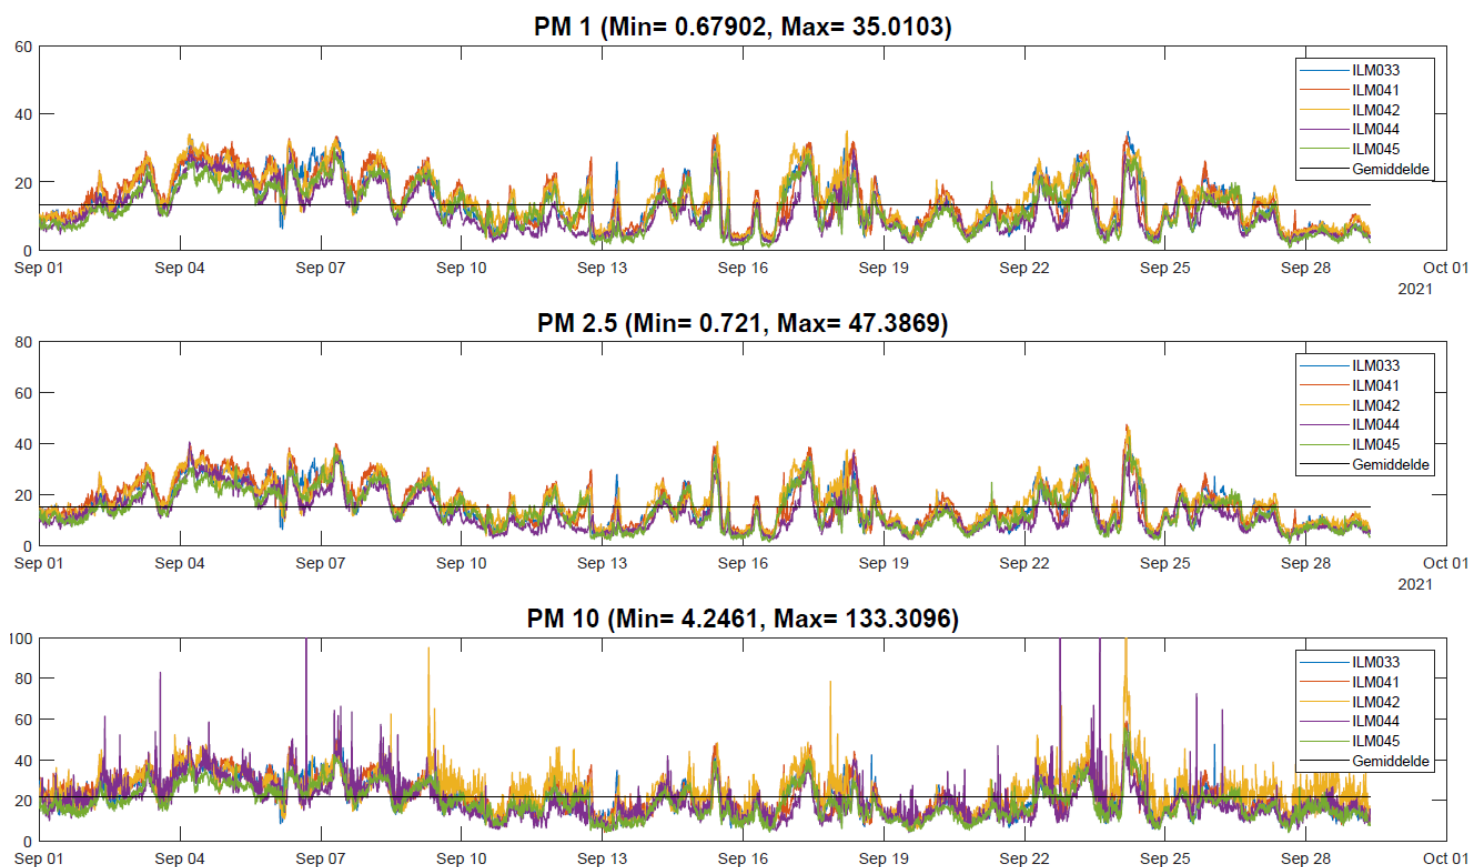 PM 1 (Min= 0.67902, Max= 35.0103)
60
40
20
0
ILM033
ILM041
ILM042
ILM044
ILM045
Gemiddelde
Sep 01 Sep 04 Sep 07 Sep 10 Sep 13 Sep 16 Sep 19 Sep 22 Sep 25 Sep 28 Oct 01
2021
PM 2.5 (Min= 0.721, Max= 47.3869)
80
60
40
20
0
ILM033
ILM041
ILM042
ILM044
ILM045
Gemiddelde
Sep 01 Sep 04 Sep 07 Sep 10 Sep 13 Sep 16 Sep 19 Sep 22 Sep 25 Sep 28 Oct 01
2021
PM 10 (Min= 4.2461, Max= 133.3096)
100
80
60
40
20
0
ILM033
ILM041
ILM042
ILM044
ILM045
Gemiddelde
Sep 01 Sep 04 Sep 07 Sep 10 Sep 13 Sep 16 Sep 19 Sep 22 Sep 25 Sep 28 Oct 01